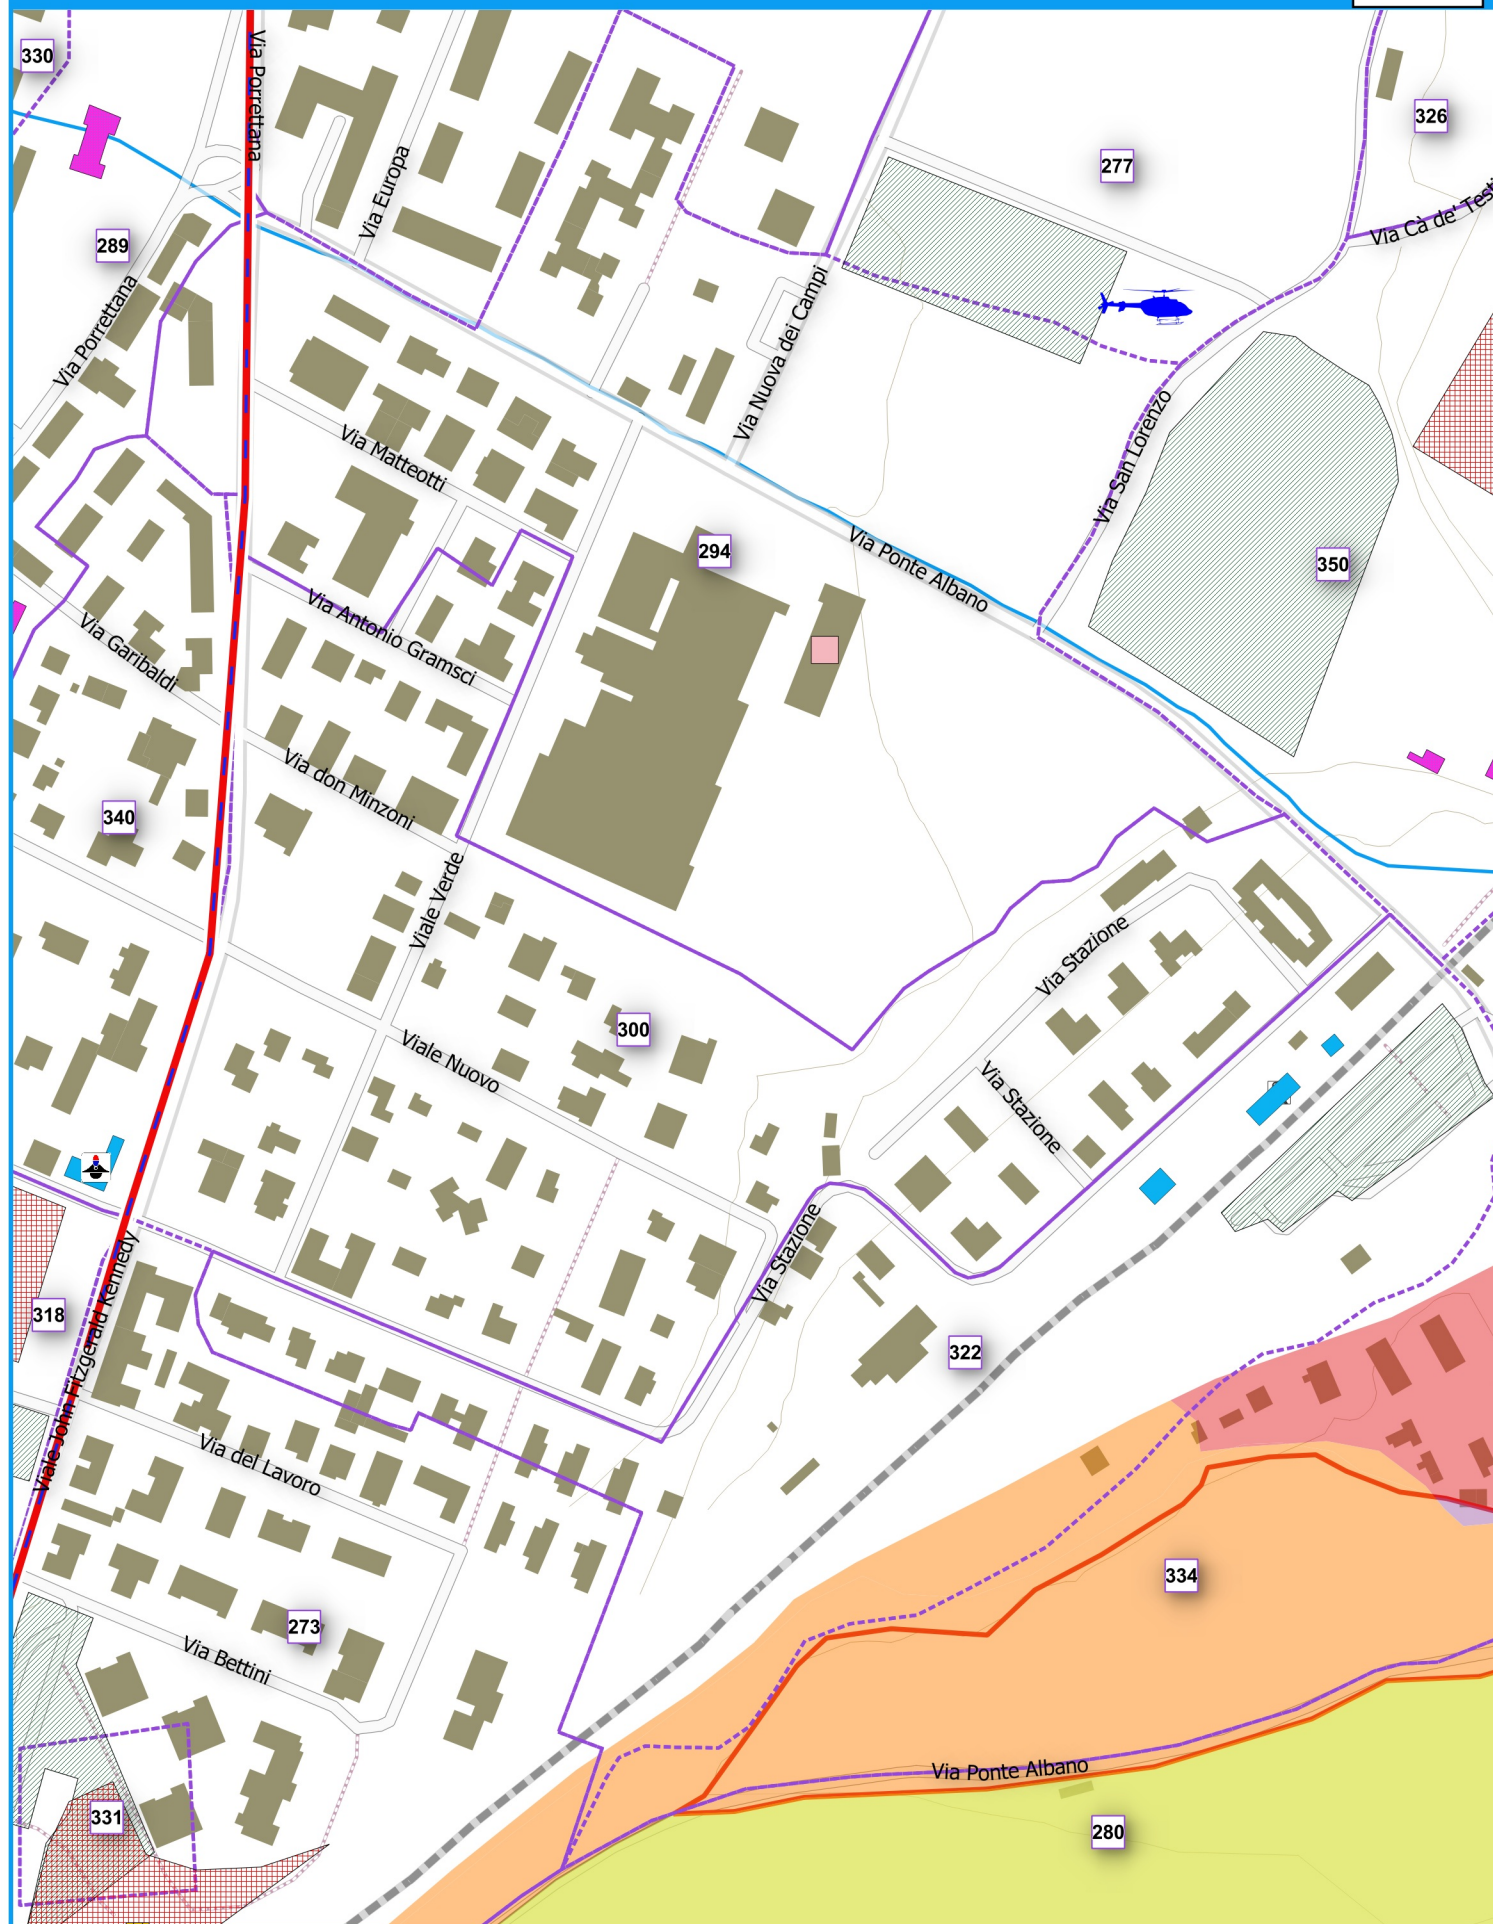 330
Via Porrettana
326
277
Via Europa
Via Cà de' Testi
289
Via Porrettana
Via Nuova dei Campi
Via San Lorenzo
Via Matteotti
294
Via Ponte Albano
350
Via Antonio Gramsci
Via Garibaldi
Via don Minzoni
340
Viale Verde
Via Stazione
300
Viale Nuovo
Via Stazione
Via Stazione
Viale John Fitzgerald Kennedy
318
322
Via del Lavoro
334
273
Via Bettini
Via Ponte Albano
331
280